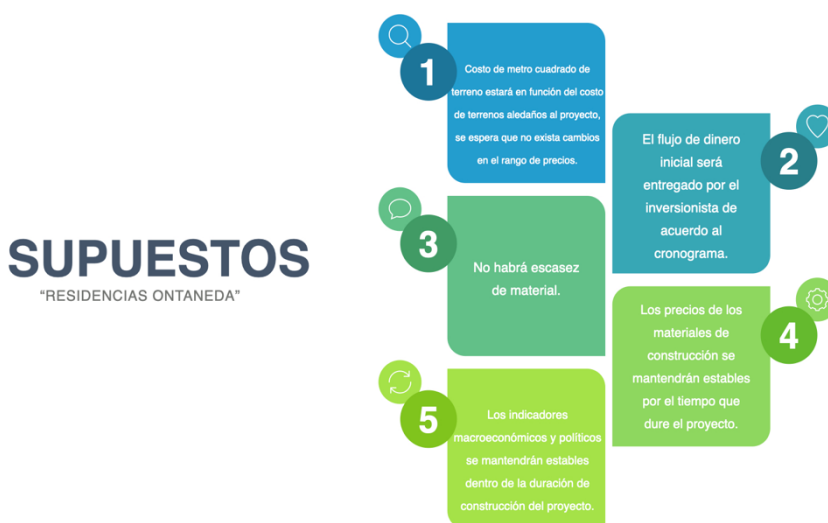 SUPUESTOS
“RESIDENCIAS ONTANEDA”
1
Costo de metro cuadrado de
terreno estará en función del costo
de terrenos aledaños al proyecto,
se espera que no exista cambios
en el rango de precios.
2
El flujo de dinero
inicial será
entregado por el
inversionista de
acuerdo al
cronograma.
3
No habrá escasez
de material.
4
Los precios de los
materiales de
construcción se
mantendrán estables
por el tiempo que
dure el proyecto.
5
Los indicadores
macroeconómicos y políticos
se mantendrán estables
dentro de la duración de
construcción del proyecto.